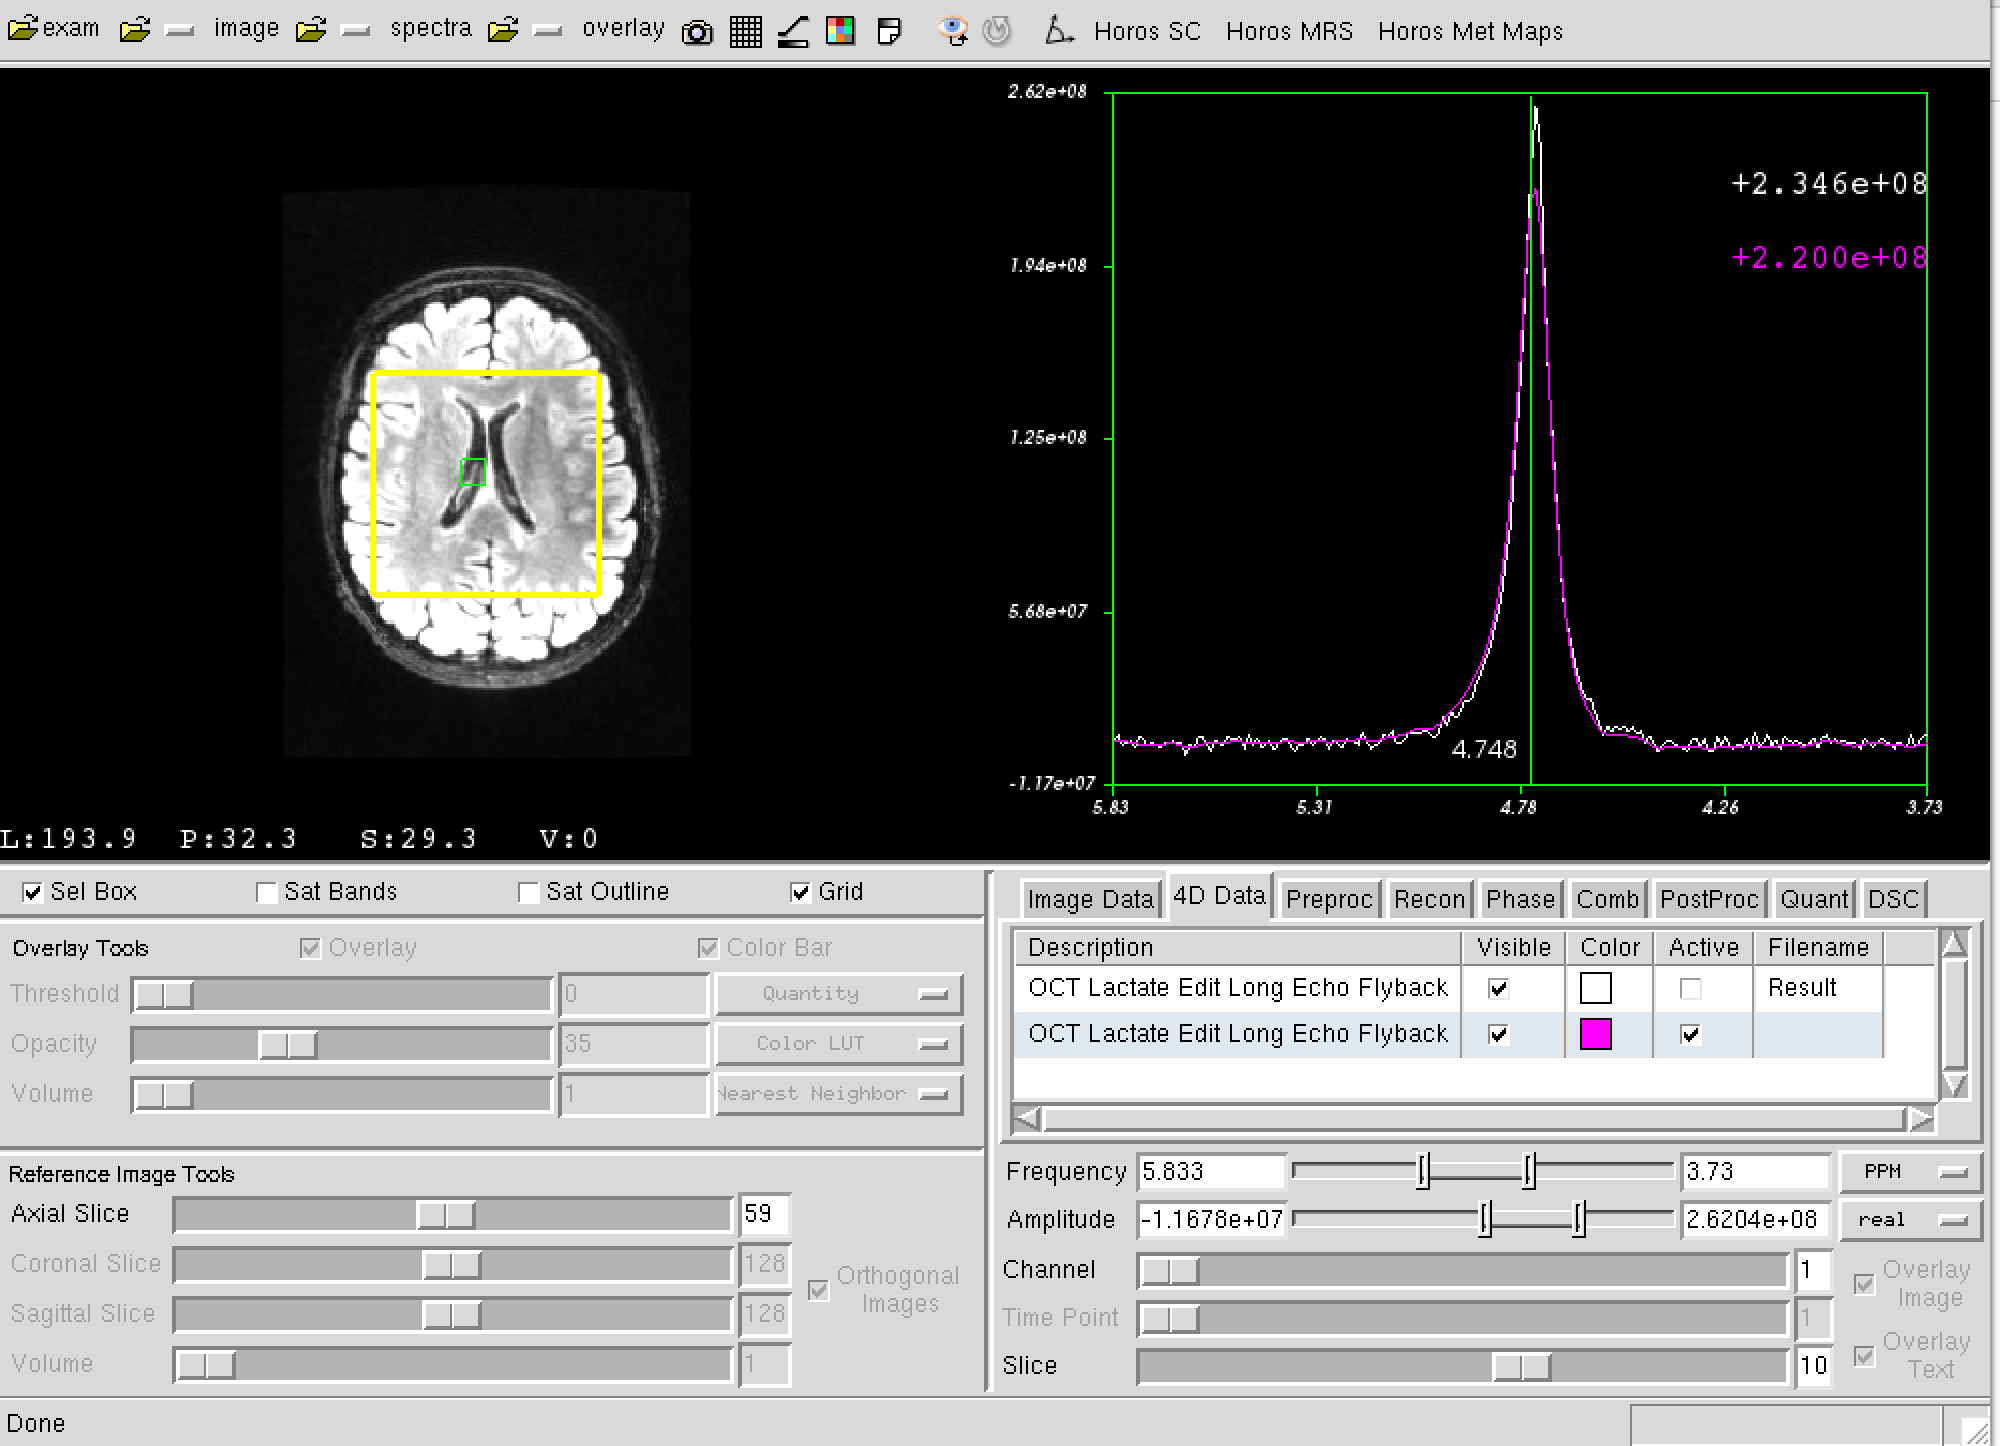 exam image spectra overlay Horos SC Horos MRS Horos Met Maps
2.62e+08
+2.346e+08
+2.200e+08
1.94e+08
1.25e+08
5.68e+07
4.748
-1.17e+07
5.83 5.31 4.78 4.26 3.73
L:193.9 P:32.3 S:29.3 V:0
Sel Box Sat Bands Sat Outline Grid
Overlay Tools Overlay Color Bar
Threshold 0 Quantity
Opacity 35 Color LUT
Volume 1 Nearest Neighbor
Reference Image Tools
Axial Slice 59
Coronal Slice 128
Sagittal Slice 128
Orthogonal
Images
Volume 1
Image Data 4D Data Preproc Recon Phase Comb PostProc Quant DSC
Description Visible Color Active Filename
OCT Lactate Edit Long Echo Flyback Result
OCT Lactate Edit Long Echo Flyback
Frequency 5.833 3.73 PPM
Amplitude -1.1678e+07 2.6204e+08 real
Channel 1
Overlay
Image
Time Point 1
Overlay
Text
Slice 10
Done